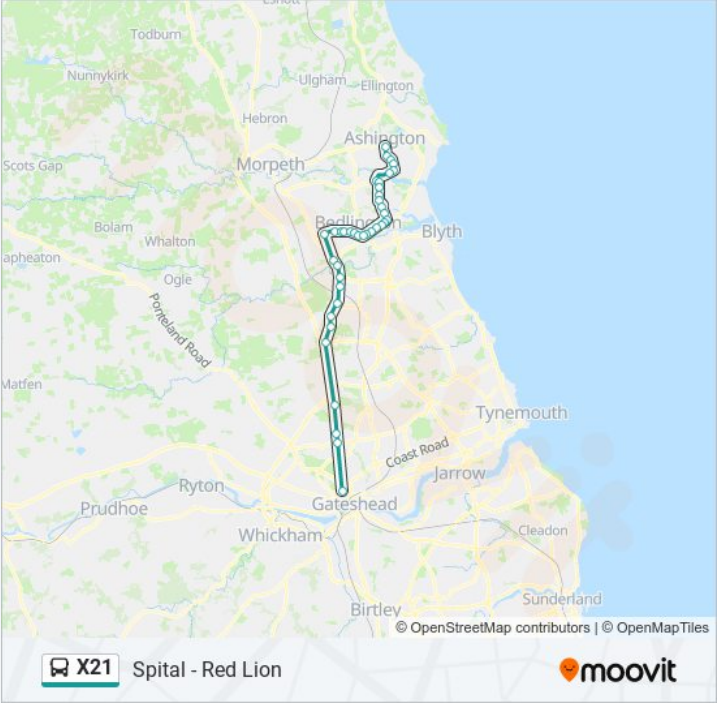 Todburn
Nunnykirk
Ulgham
Ellington
Hebron
Ashington
Scots Gap
Morpeth
Bolam
Bedlington
Blyth
Whalton
apheaton
Ogle
Ponteland Road
Matfen
Tynemouth
Coast Road
Jarrow
Ryton
Prudhoe
Gateshead
Whickham
Cleadon
Sunderland
Birtley
© OpenStreetMap contributors | © OpenMapTiles
X21 Spital - Red Lion
moovit